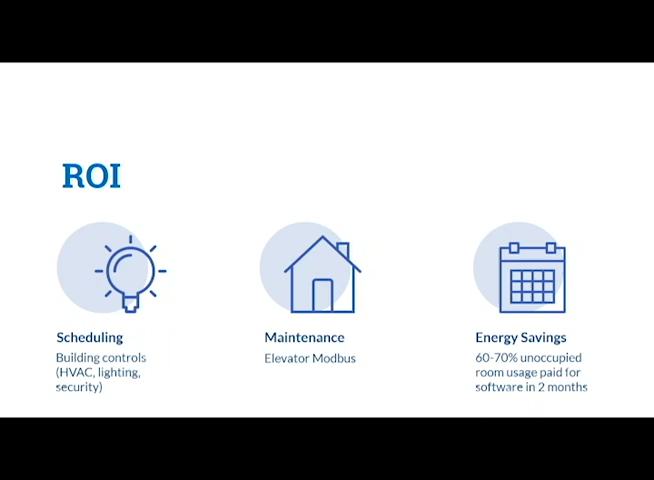 ROI
Scheduling
Building controls
(HVAC, lighting,
security)
Maintenance
Elevator Modbus
Energy Savings
60-70% unoccupied
room usage paid for
software in 2 months